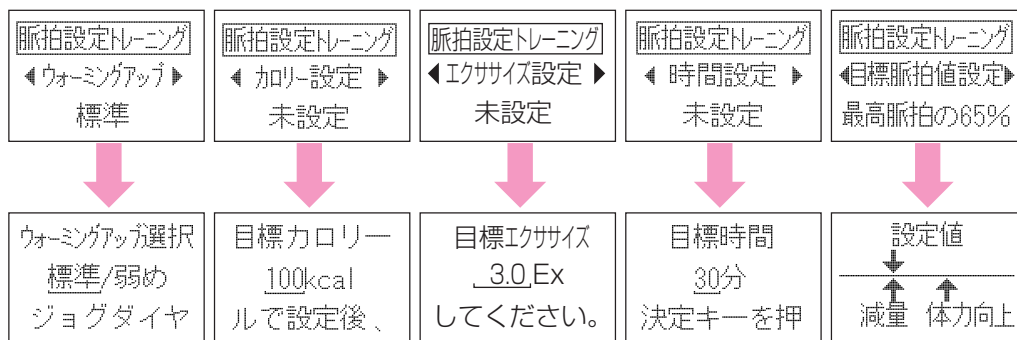 脈拍設定トレーニング
◀ウォーミングアップ▶
標準
脈拍設定トレーニング
◀ カロリー設定 ▶
未設定
脈拍設定トレーニング
◀エクササイズ設定 ▶
未設定
脈拍設定トレーニング
◀ 時間設定 ▶
未設定
脈拍設定トレーニング
◀目標脈拍値設定▶
最高脈拍の65%
ウォーミングアップ選択
標準/弱め
ジョグダイヤ
目標カロリー
100kcal
ルで設定後、
目標エクササイズ
3.0 Ex
してください。
目標時間
30分
決定キーを押
設定値
減量 体力向上